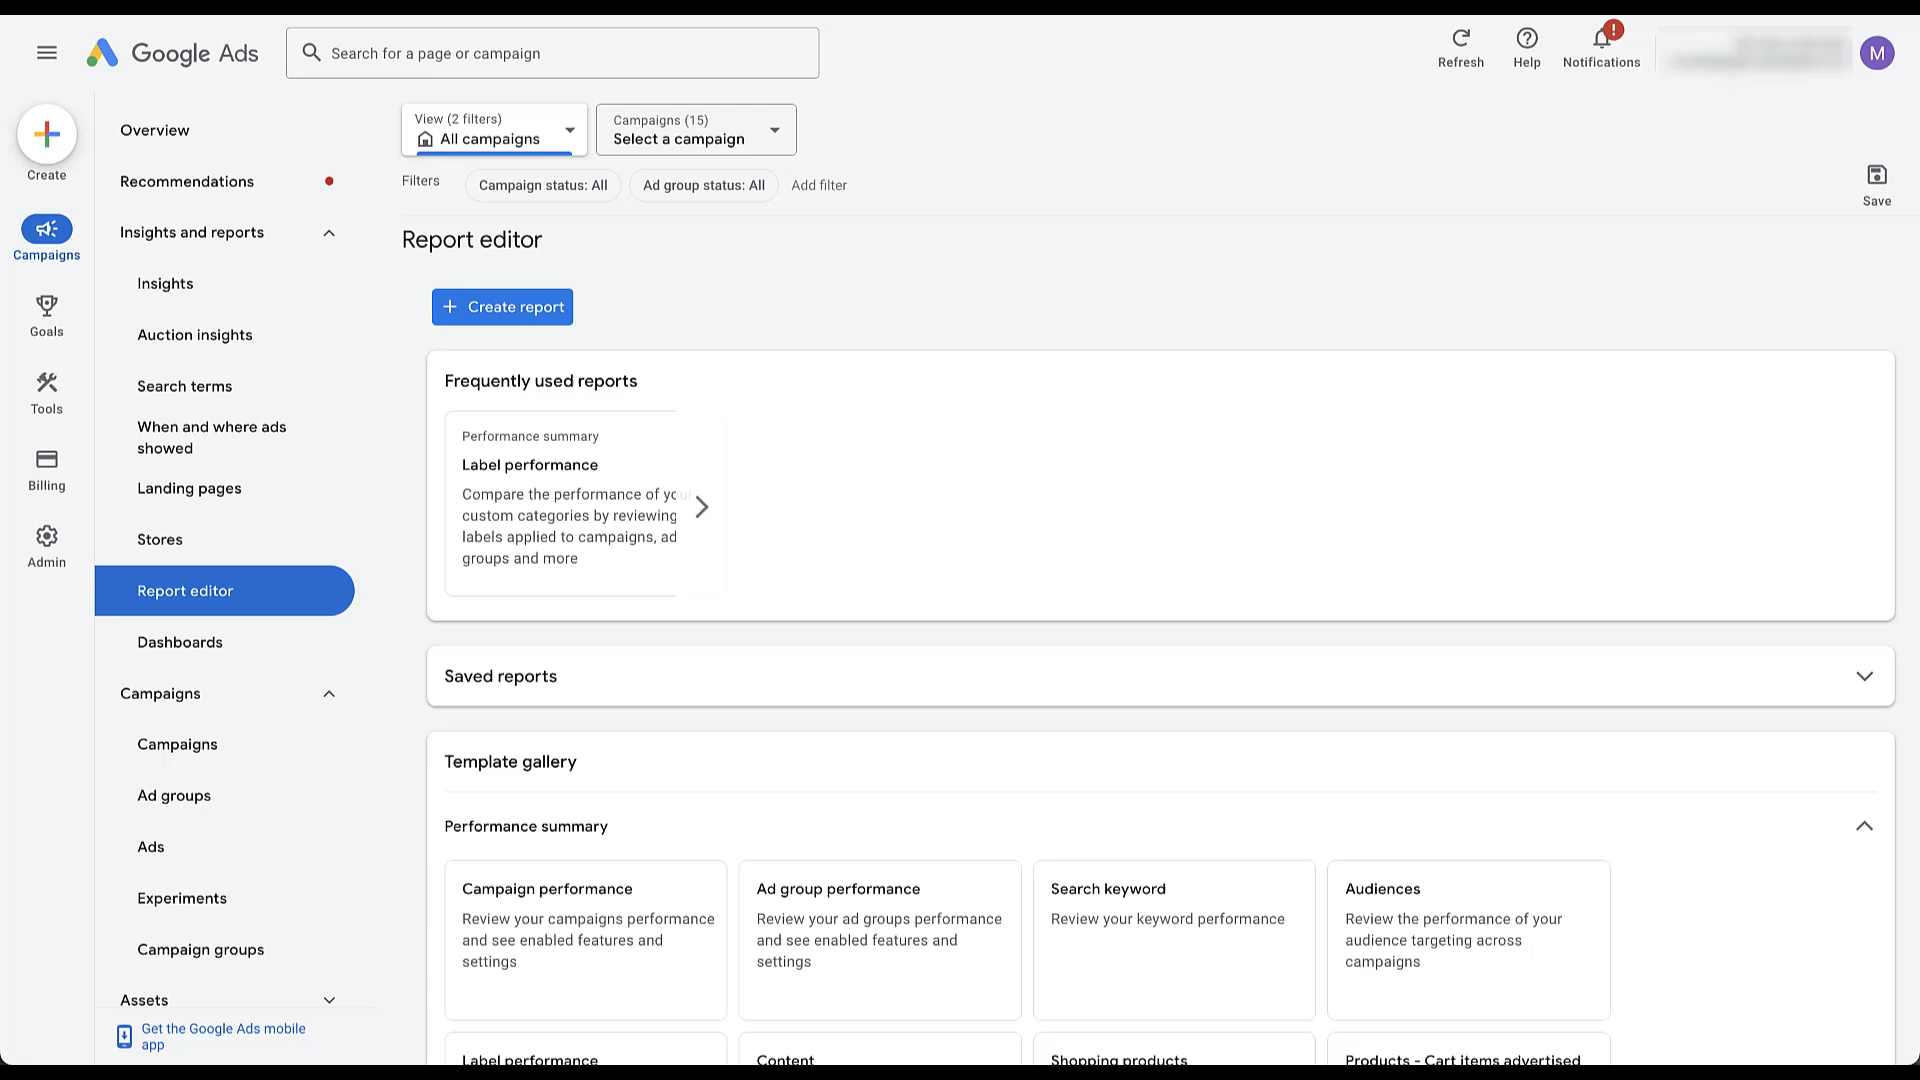 Google Ads
Search for a page or campaign
Refresh
Help
!
Notifications
M
Create
Campaigns
Goals
Tools
Billing
Admin
Overview
Recommendations
Insights and reports
Insights
Auction insights
Search terms
When and where ads
showed
Landing pages
Stores
Report editor
Dashboards
Campaigns
Campaigns
Ad groups
Ads
Experiments
Campaign groups
Assets
Get the Google Ads mobile
app
View (2 filters)
All campaigns
Campaigns (15)
Select a campaign
Filters
Campaign status: All
Ad group status: All
Add filter
Save
Report editor
+ Create report
Frequently used reports
Performance summary
Label performance
Compare the performance of your
custom categories by reviewing
labels applied to campaigns, ad
groups and more
Saved reports
Template gallery
Performance summary
Campaign performance
Review your campaigns performance
and see enabled features and
settings
Ad group performance
Review your ad groups performance
and see enabled features and
settings
Search keyword
Review your keyword performance
Audiences
Review the performance of your
audience targeting across
campaigns
Label performance
Content
Shopping products
Products - Cart items advertised